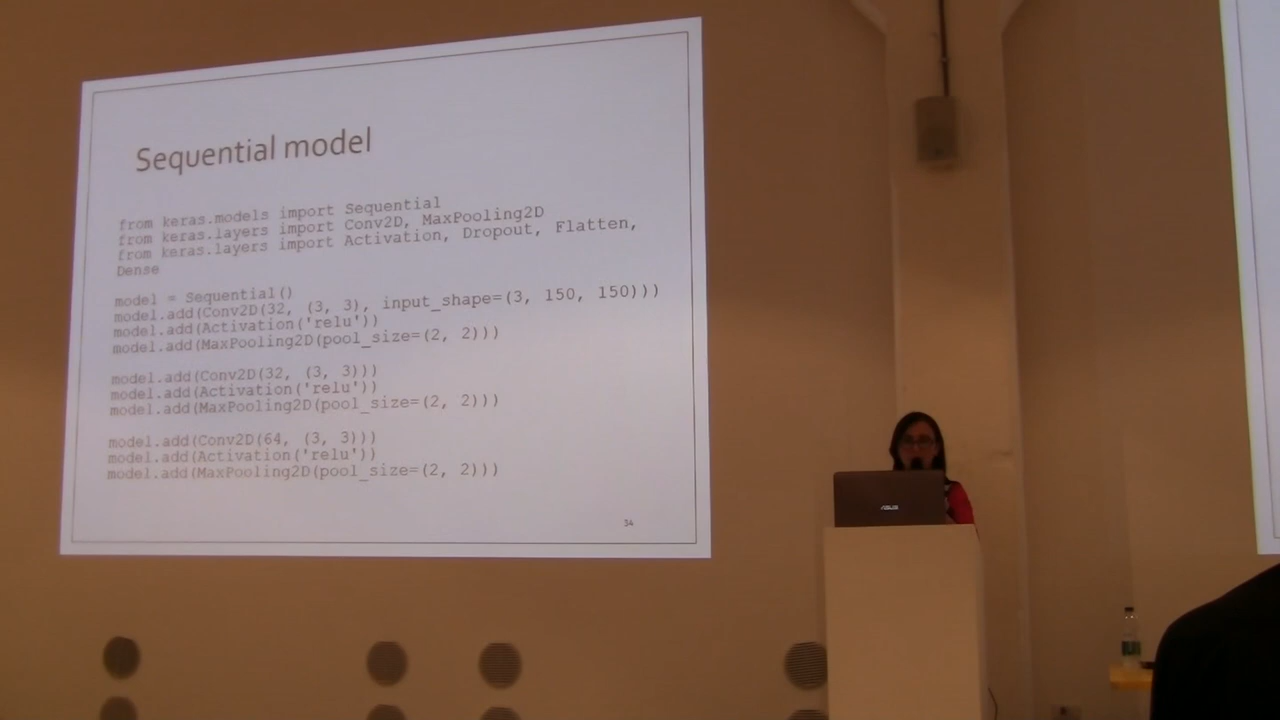 Sequential model
from keras.models import Sequential
from keras.layers import Conv2D, MaxPooling2D
from keras.layers import Activation, Dropout, Flatten,
Dense
model = Sequential()
model.add(Conv2D(32, (3, 3), input_shape=(3, 150, 150)))
model.add(Activation('relu'))
model.add(MaxPooling2D(pool_size=(2, 2)))
model.add(Conv2D(32, (3, 3)))
model.add(Activation('relu'))
model.add(MaxPooling2D(pool_size=(2, 2)))
model.add(Conv2D(64, (3, 3)))
model.add(Activation('relu'))
model.add(MaxPooling2D(pool_size=(2, 2)))
34
ASUS